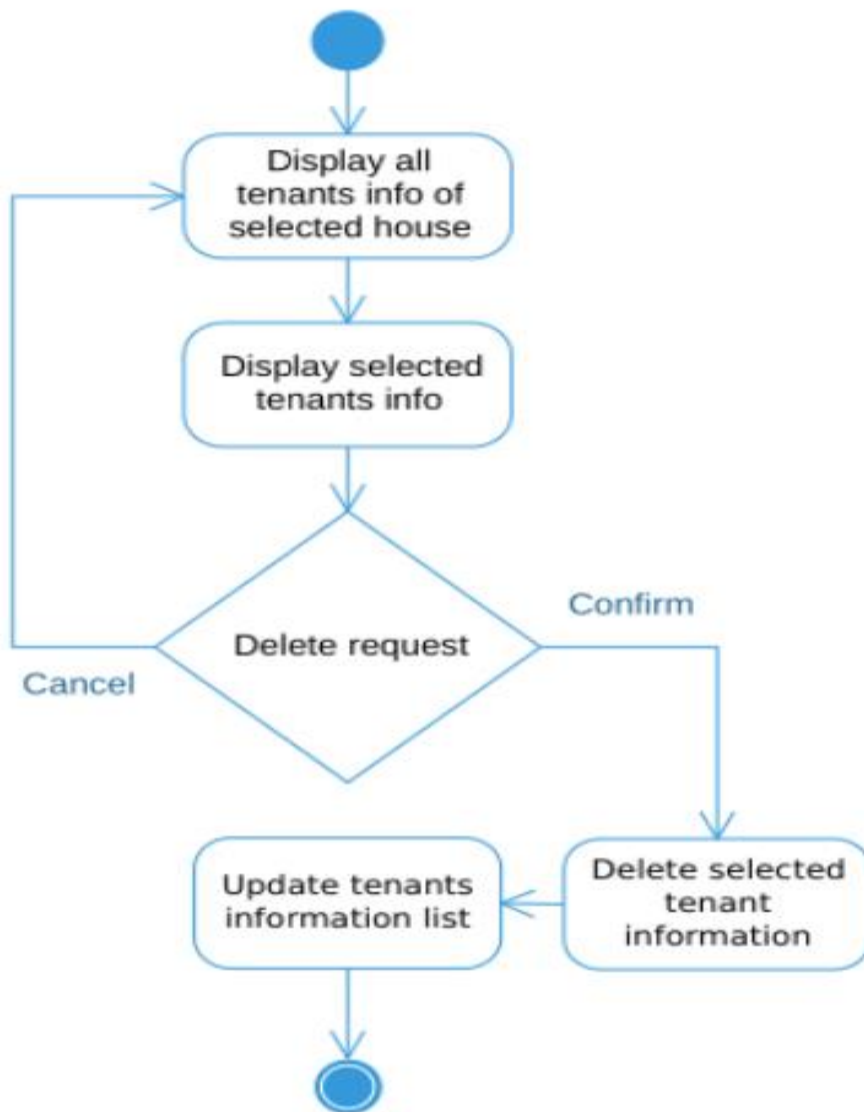 Display all
tenants info of
selected house
Display selected
tenants info
Delete request
Confirm
Cancel
Delete selected
tenant
information
Update tenants
information list